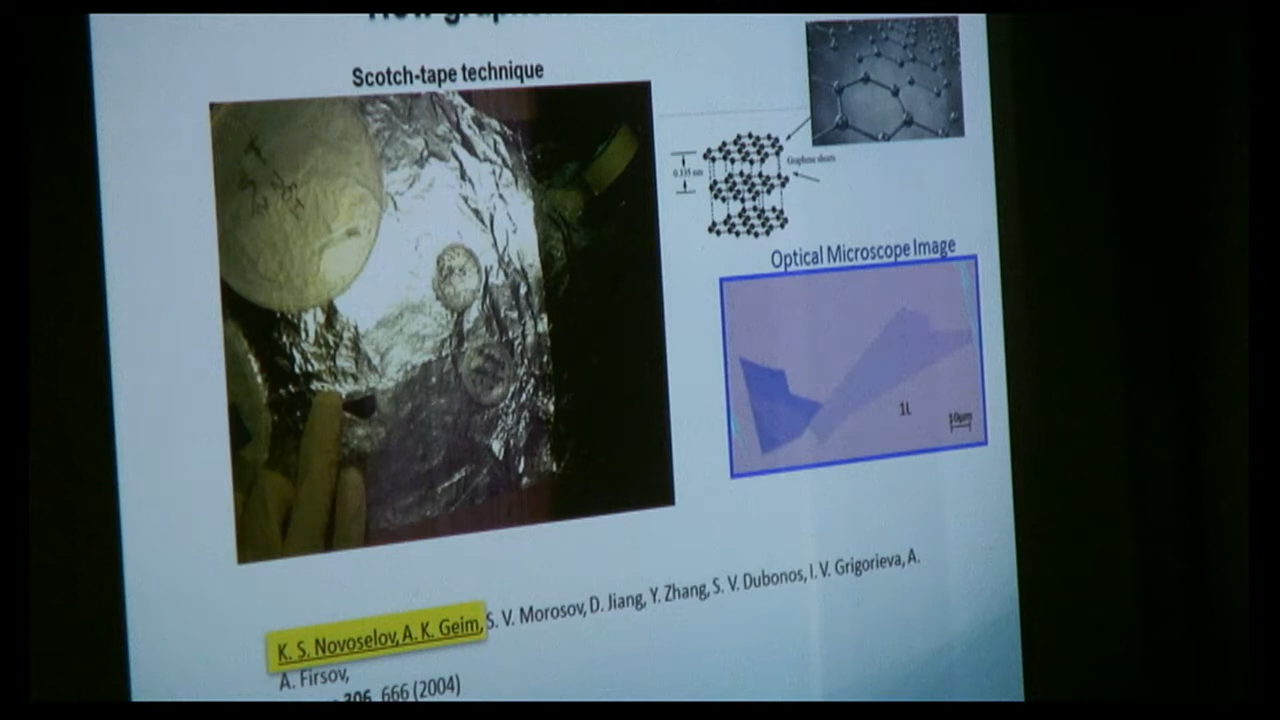 Scotch-tape technique
0.335 nm
Graphene sheets
Optical Microscope Image
1L
10μm
K. S. Novoselov, A. K. Geim, S. V. Morosov, D. Jiang, Y. Zhang, S. V. Dubonos, I. V. Grigorieva, A.
A. Firsov,
306, 666 (2004)